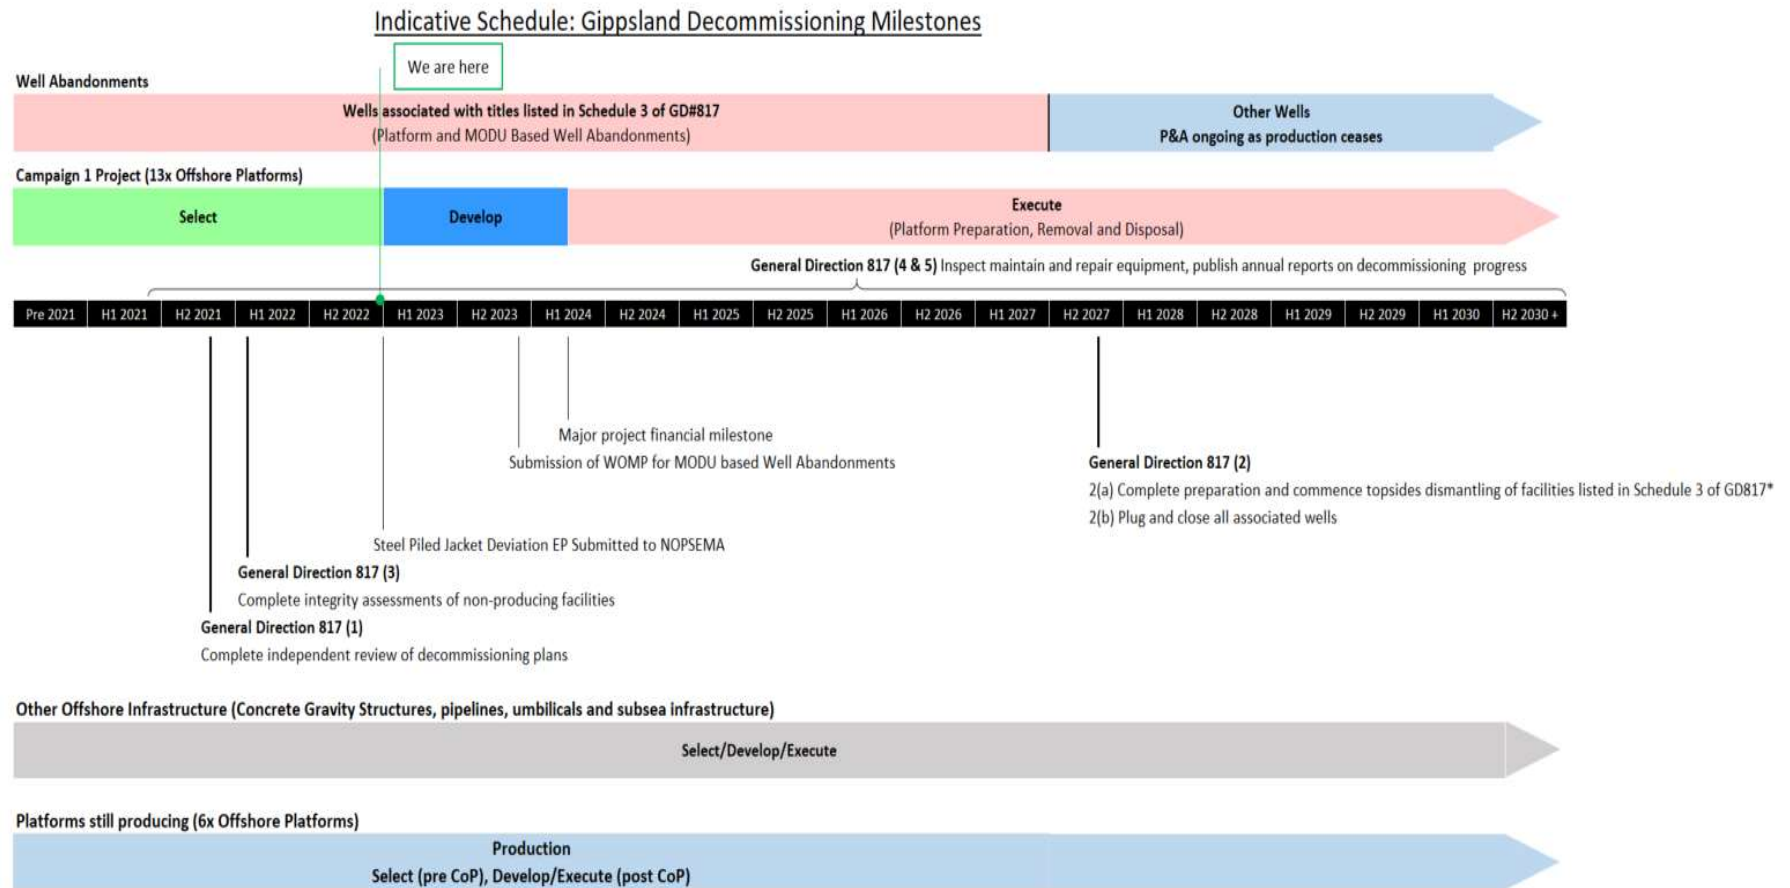 Indicative Schedule: Gippsland Decommissioning Milestones
We are here
Well Abandonments
Wells associated with titles listed in Schedule 3 of GD#817
(Platform and MODU Based Well Abandonments)
Other Wells
P&A ongoing as production ceases
Campaign 1 Project (13x Offshore Platforms)
Select
Develop
Execute
(Platform Preparation, Removal and Disposal)
General Direction 817 (4 & 5) Inspect maintain and repair equipment, publish annual reports on decommissioning progress
Pre 2021 H1 2021 H2 2021 H1 2022 H2 2022 H1 2023 H2 2023 H1 2024 H2 2024 H1 2025 H2 2025 H1 2026 H2 2026 H1 2027 H2 2027 H1 2028 H2 2028 H1 2029 H2 2029 H1 2030 H2 2030 +
Major project financial milestone
Submission of WOMP for MODU based Well Abandonments
General Direction 817 (2)
2(a) Complete preparation and commence topsides dismantling of facilities listed in Schedule 3 of GD817*
2(b) Plug and close all associated wells
Steel Piled Jacket Deviation EP Submitted to NOPSEMA
General Direction 817 (3)
Complete integrity assessments of non-producing facilities
General Direction 817 (1)
Complete independent review of decommissioning plans
Other Offshore Infrastructure (Concrete Gravity Structures, pipelines, umbilicals and subsea infrastructure)
Select/Develop/Execute
Platforms still producing (6x Offshore Platforms)
Production
Select (pre CoP), Develop/Execute (post CoP)